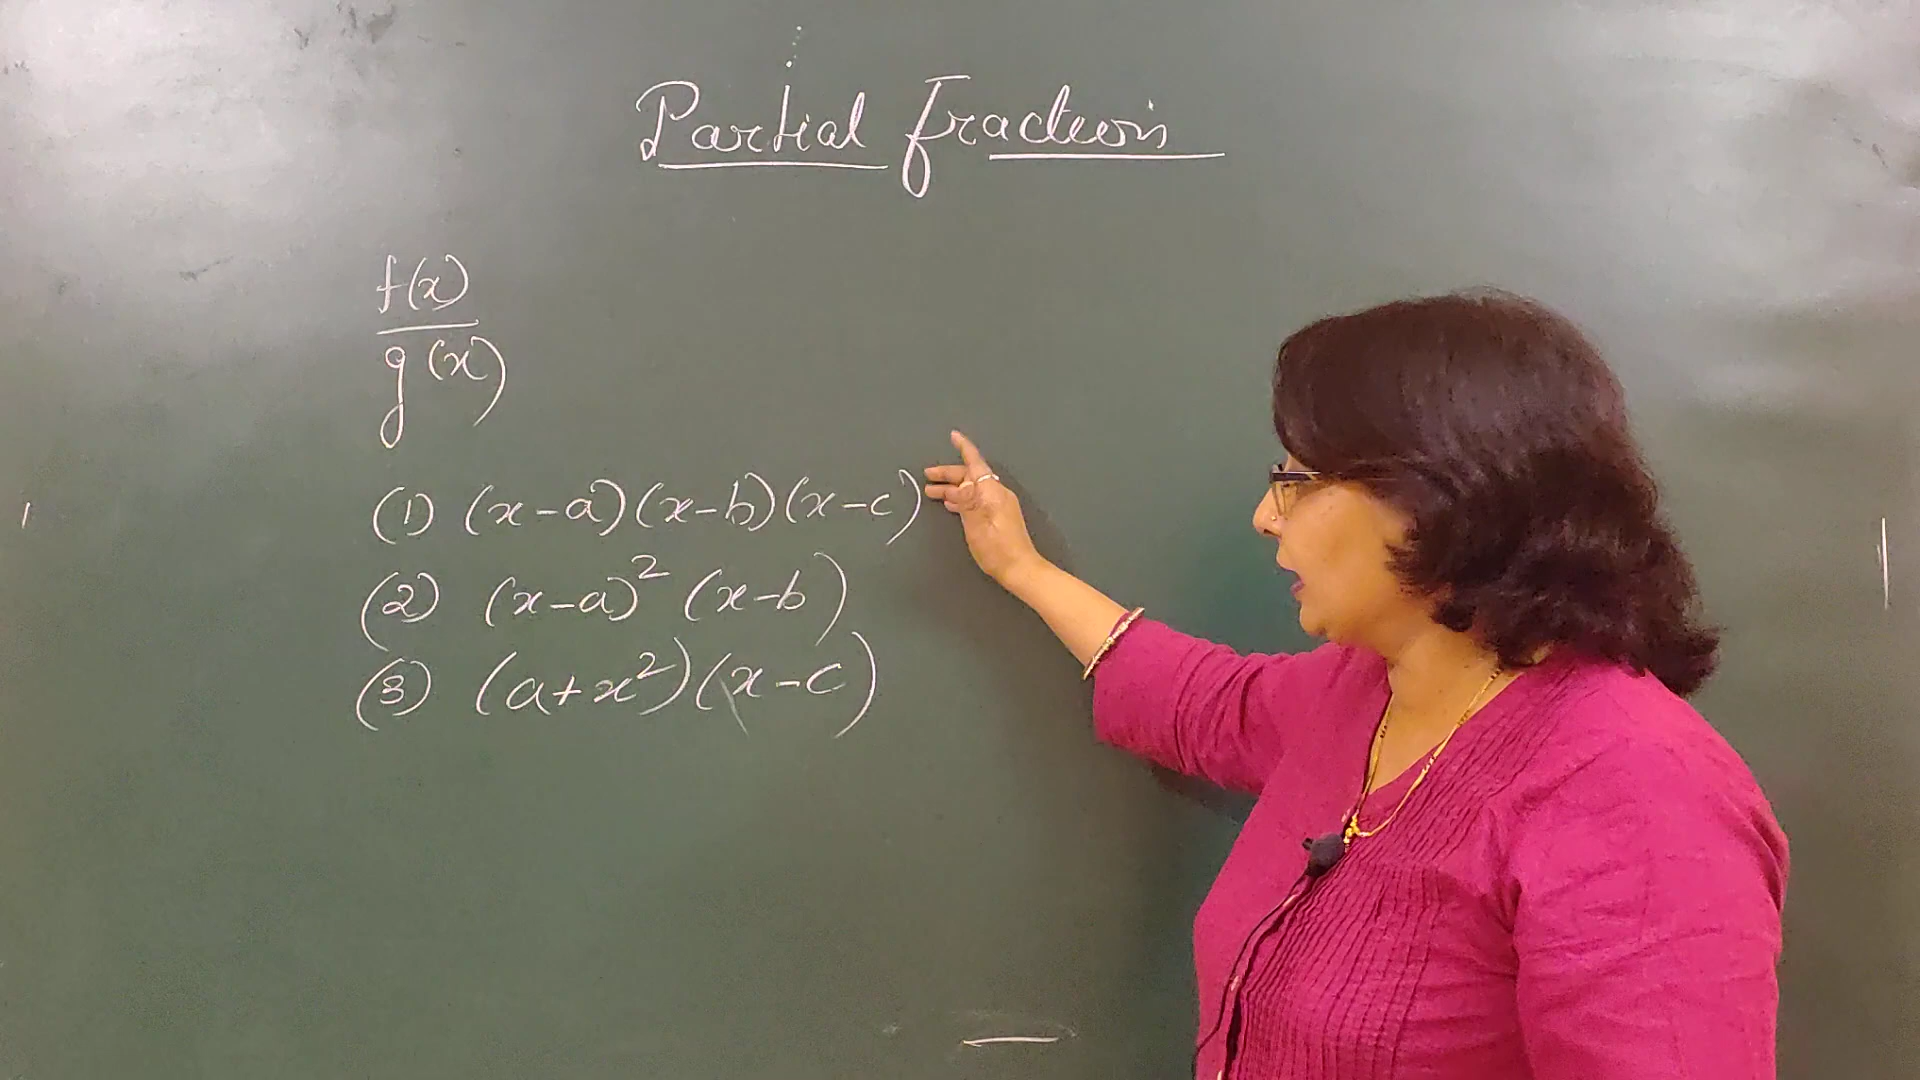 Partial Fractions
f(x)
g(x)
(1) (x-a)(x-b)(x-c)
(2) (x-a)² (x-b)
(3) (a+x²)(x-c)